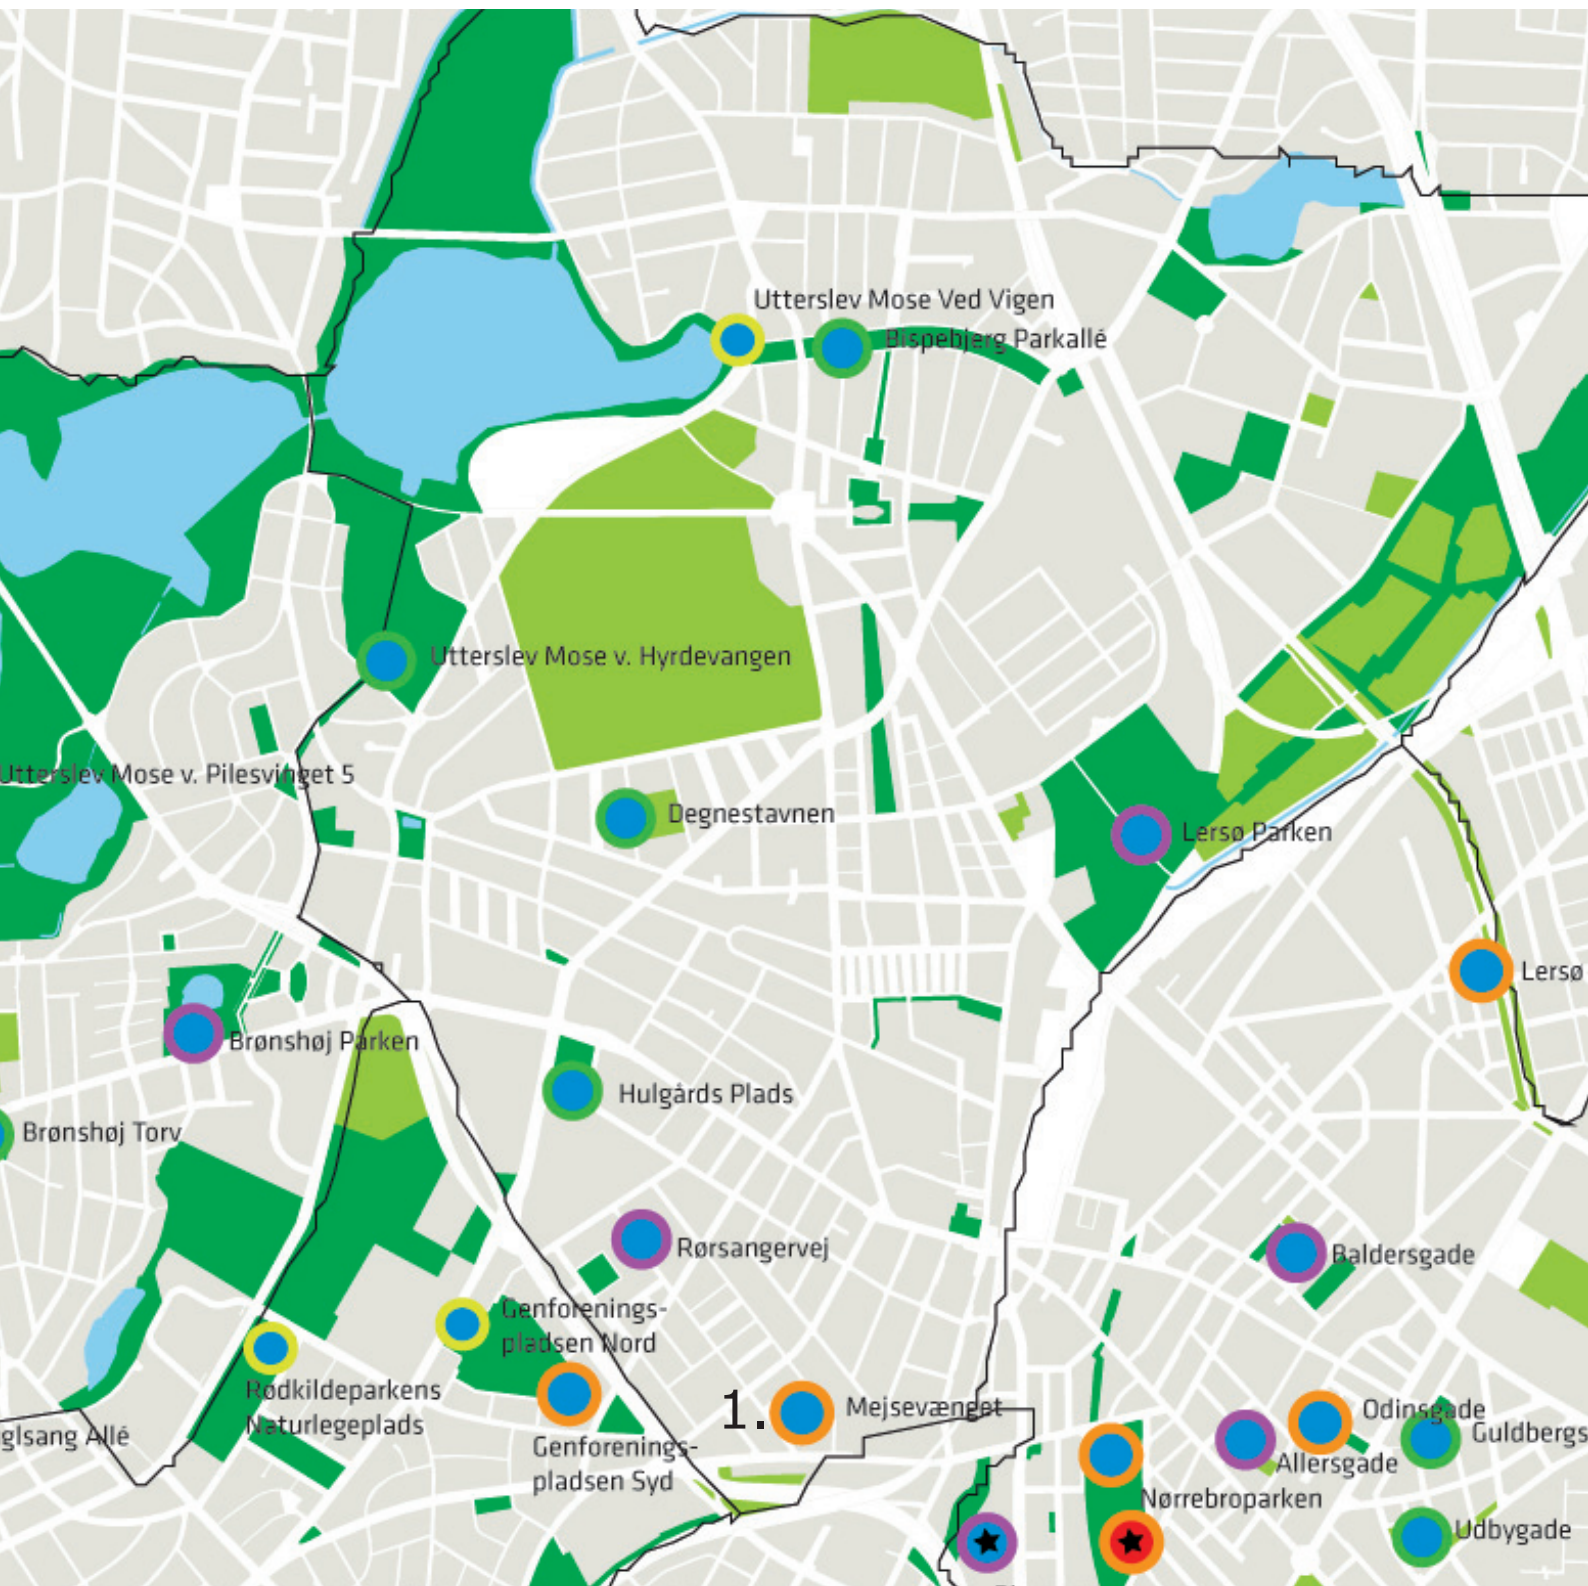 Utterslev Mose Ved Vigen
Bispebjerg Parkallé
Utterslev Mose v. Hyrdevangen
Utterslev Mose v. Pilesvinget 5
Degnestavnen
Lersø Parken
Lersø
Brønshøj Parken
Hulgårds Plads
Brønshøj Torv
Rørsangervej
Baldersgade
Genforenings-
pladsen Nord
Rødkildeparkens
Naturlegeplads
glsang Allé
Genforenings-
pladsen Syd
1.
Mejsevænget
Odinsgade
Guldbergs
Allersgade
Nørrebroparken
Udbygade